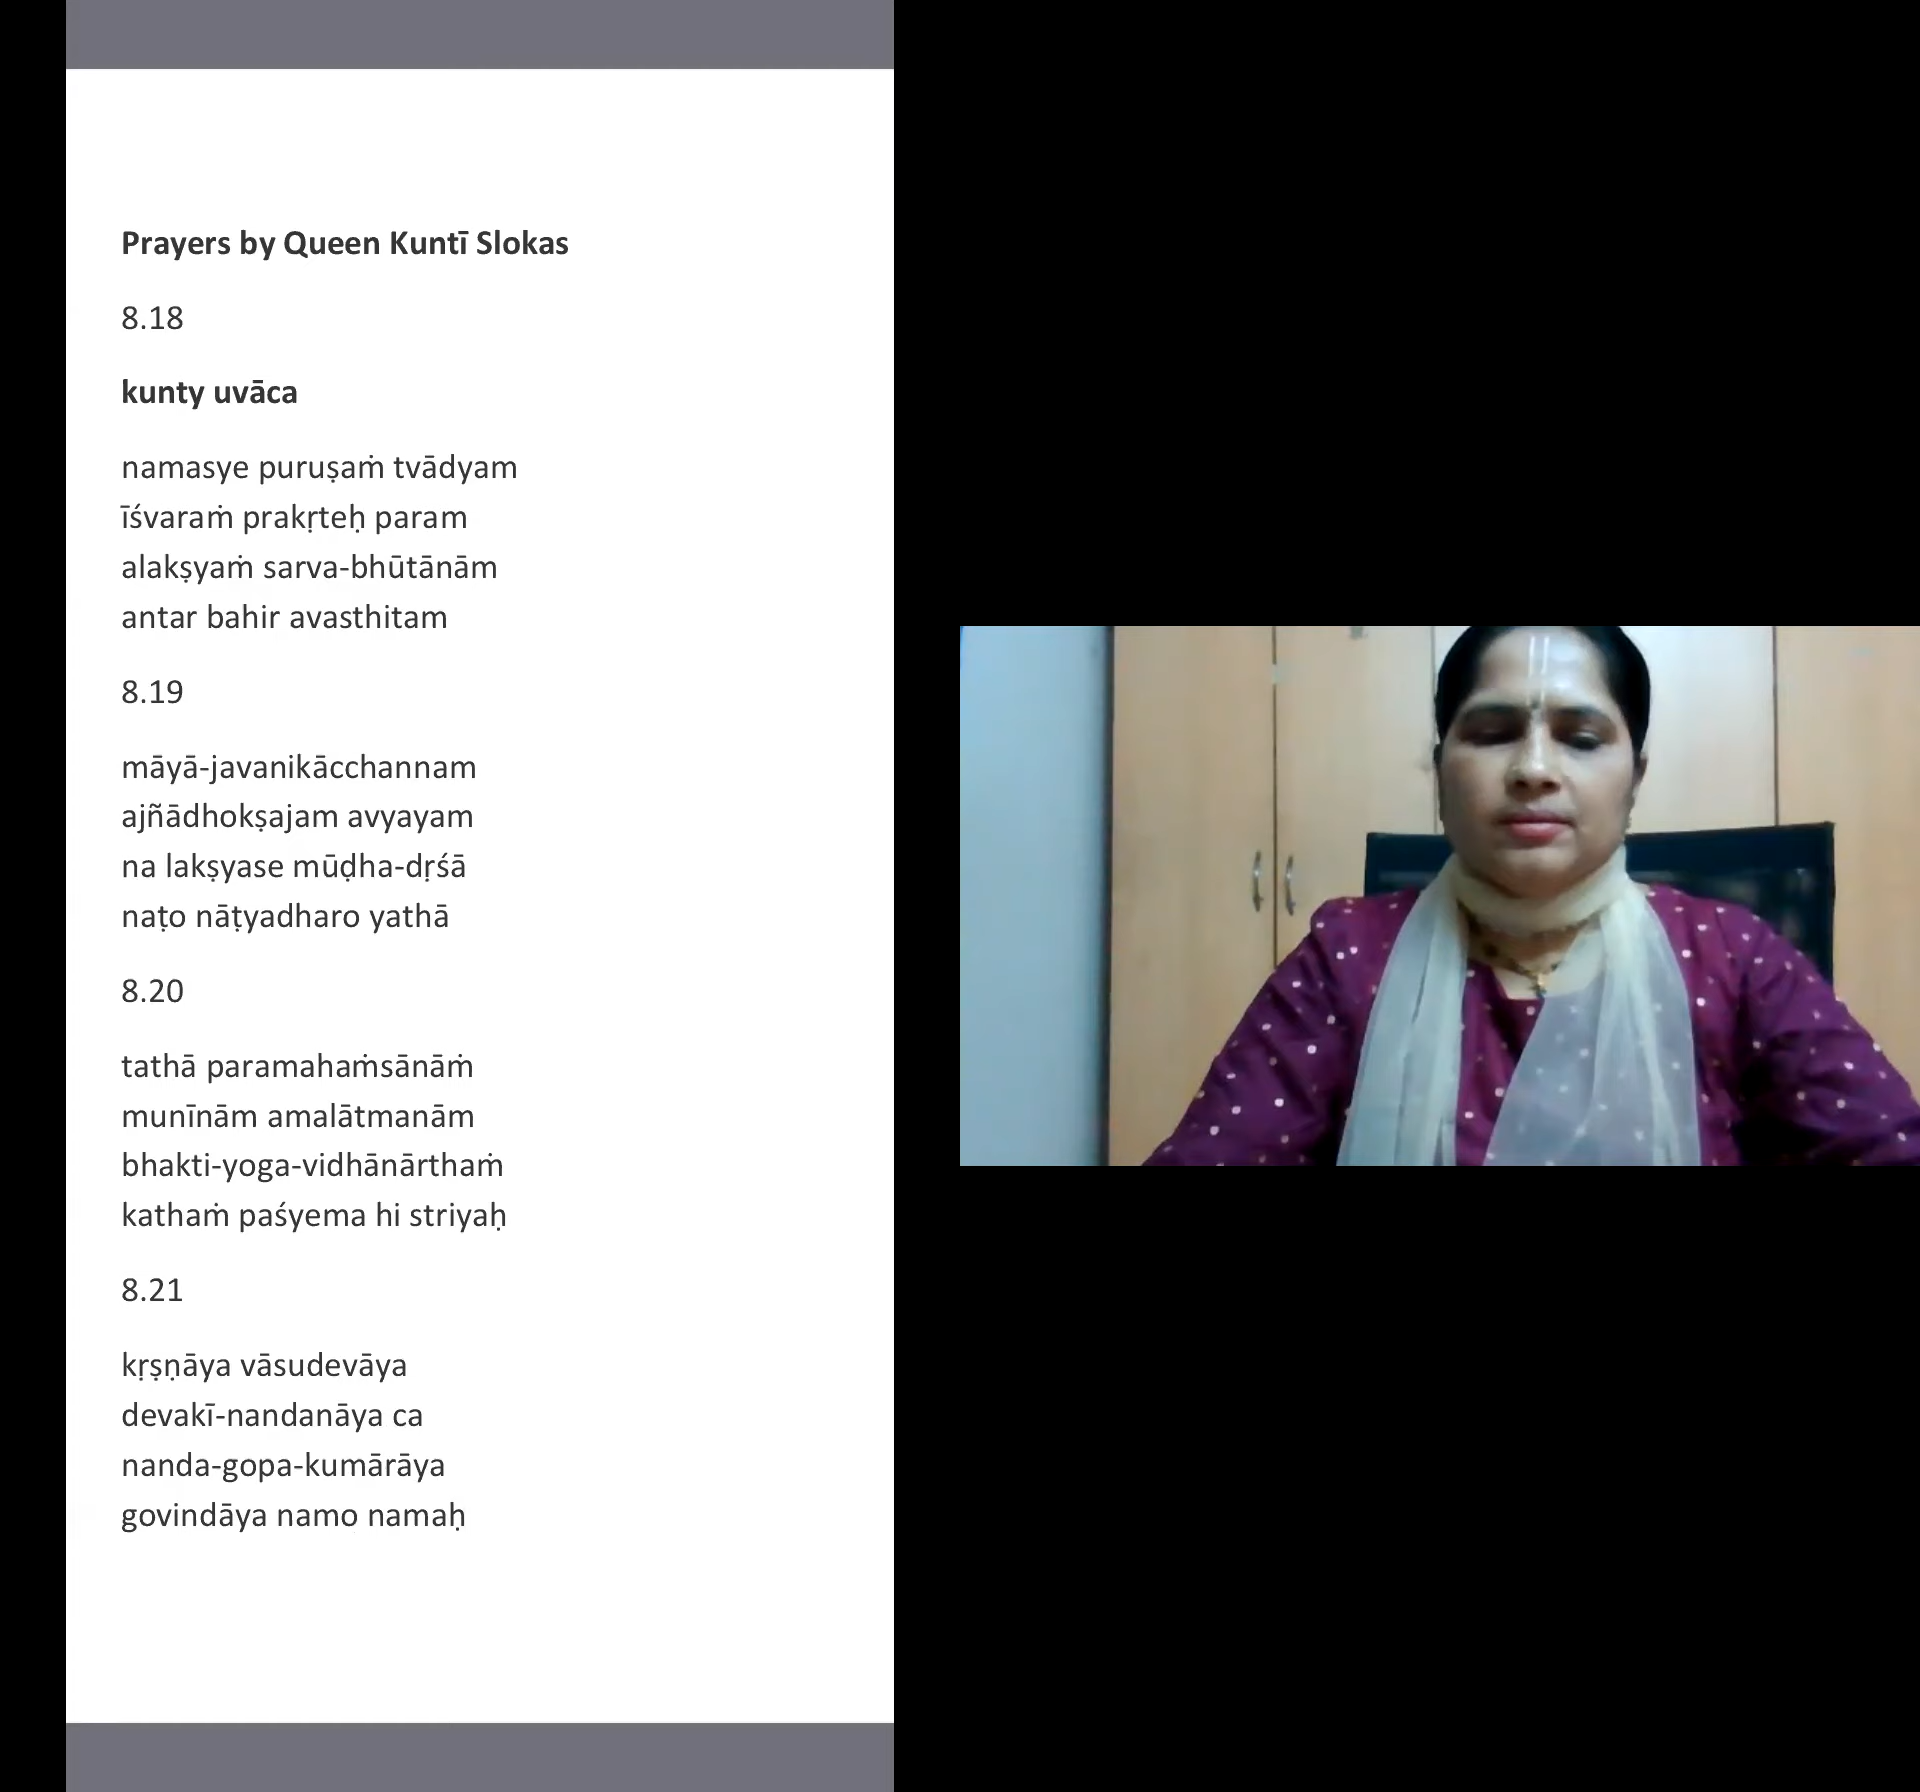 Prayers by Queen Kuntī Slokas
8.18
kunty uvāca
namasye puruṣaṁ tvādyam
īśvaraṁ prakṛteḥ param
alakṣyaṁ sarva-bhūtānām
antar bahir avasthitam
8.19
māyā-javanikācchannam
ajñādhokṣajam avyayam
na lakṣyase mūḍha-dṛśā
naṭo nāṭyadharo yathā
8.20
tathā paramahaṁsānāṁ
munīnām amalātmanām
bhakti-yoga-vidhānārthaṁ
kathaṁ paśyema hi striyaḥ
8.21
kṛṣṇāya vāsudevāya
devakī-nandanāya ca
nanda-gopa-kumārāya
govindāya namo namaḥ